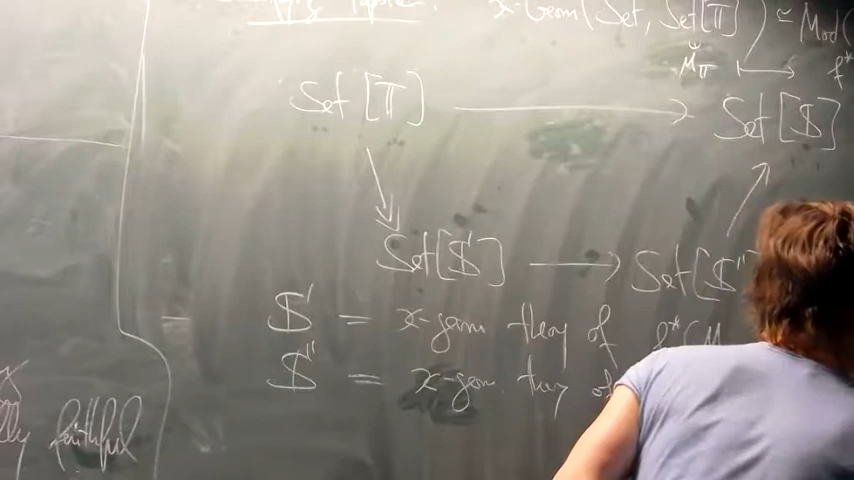 x-Geom(Set, Set[𝕋]) ≃ Mod(
M_𝕋 ↦ f*
Set[𝕋] → Set[𝕊]
Set[𝕊'] → Set[𝕊"
𝕊' = x-geom theory of f*(M
𝕊" = x-geom. theory of
faithful